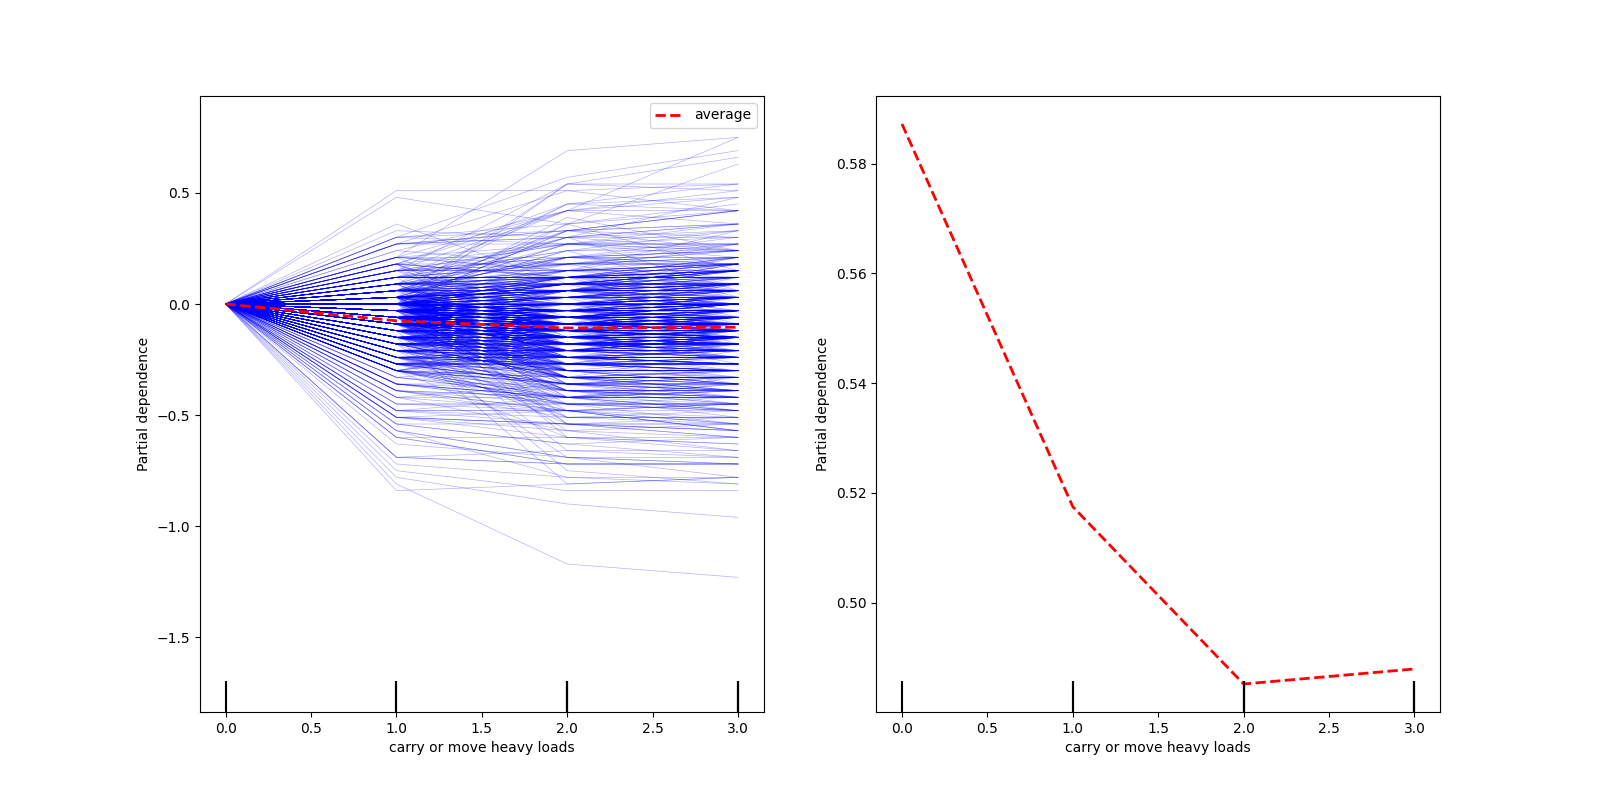 average
Partial dependence
0.5
0.0
−0.5
−1.0
−1.5
0.0 0.5 1.0 1.5 2.0 2.5 3.0
carry or move heavy loads
Partial dependence
0.58
0.56
0.54
0.52
0.50
0.0 0.5 1.0 1.5 2.0 2.5 3.0
carry or move heavy loads